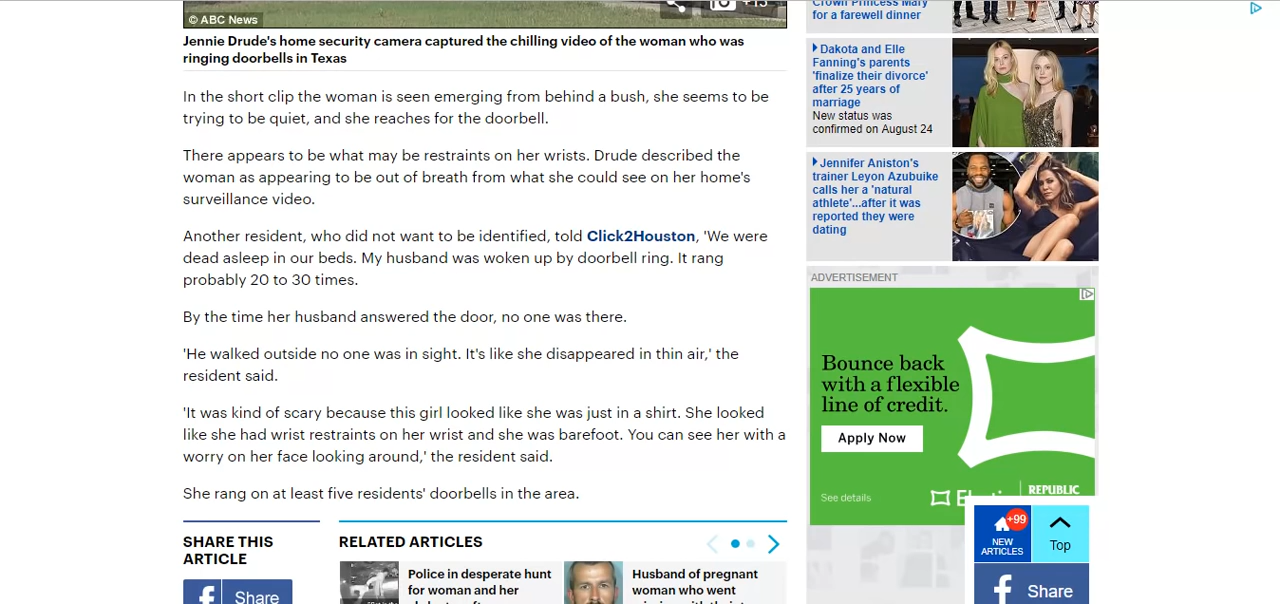 © ABC News
+15
Jennie Drude's home security camera captured the chilling video of the woman who was
ringing doorbells in Texas
In the short clip the woman is seen emerging from behind a bush, she seems to be
trying to be quiet, and she reaches for the doorbell.
There appears to be what may be restraints on her wrists. Drude described the
woman as appearing to be out of breath from what she could see on her home's
surveillance video.
Another resident, who did not want to be identified, told Click2Houston, 'We were
dead asleep in our beds. My husband was woken up by doorbell ring. It rang
probably 20 to 30 times.
By the time her husband answered the door, no one was there.
'He walked outside no one was in sight. It's like she disappeared in thin air,' the
resident said.
'It was kind of scary because this girl looked like she was just in a shirt. She looked
like she had wrist restraints on her wrist and she was barefoot. You can see her with a
worry on her face looking around,' the resident said.
She rang on at least five residents' doorbells in the area.
SHARE THIS
ARTICLE
Share
RELATED ARTICLES
Police in desperate hunt
for woman and her
Husband of pregnant
woman who went
Crown Princess Mary
for a farewell dinner
Dakota and Elle
Fanning's parents
'finalize their divorce'
after 25 years of
marriage
New status was
confirmed on August 24
Jennifer Aniston's
trainer Leyon Azubuike
calls her a 'natural
athlete'...after it was
reported they were
dating
ADVERTISEMENT
Bounce back
with a flexible
line of credit.
Apply Now
See details
REPUBLIC
+99
NEW
ARTICLES
Top
Share